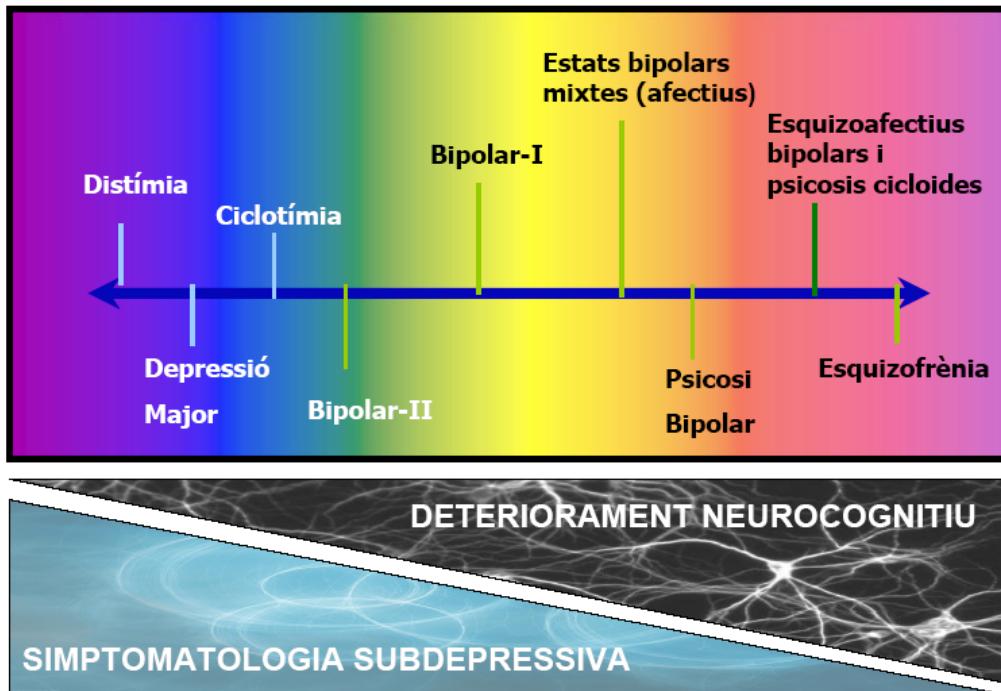 Estats bipolars
mixtes (afectius)
Esquizoafectius
bipolars i
psicosis cicloides
Bipolar-I
Distímia
Ciclotímia
Depressió
Major
Bipolar-II
Psicosi
Bipolar
Esquizofrènia
DETERIORAMENT NEUROCOGNITIU
SIMPTOMATOLOGIA SUBDEPRESSIVA